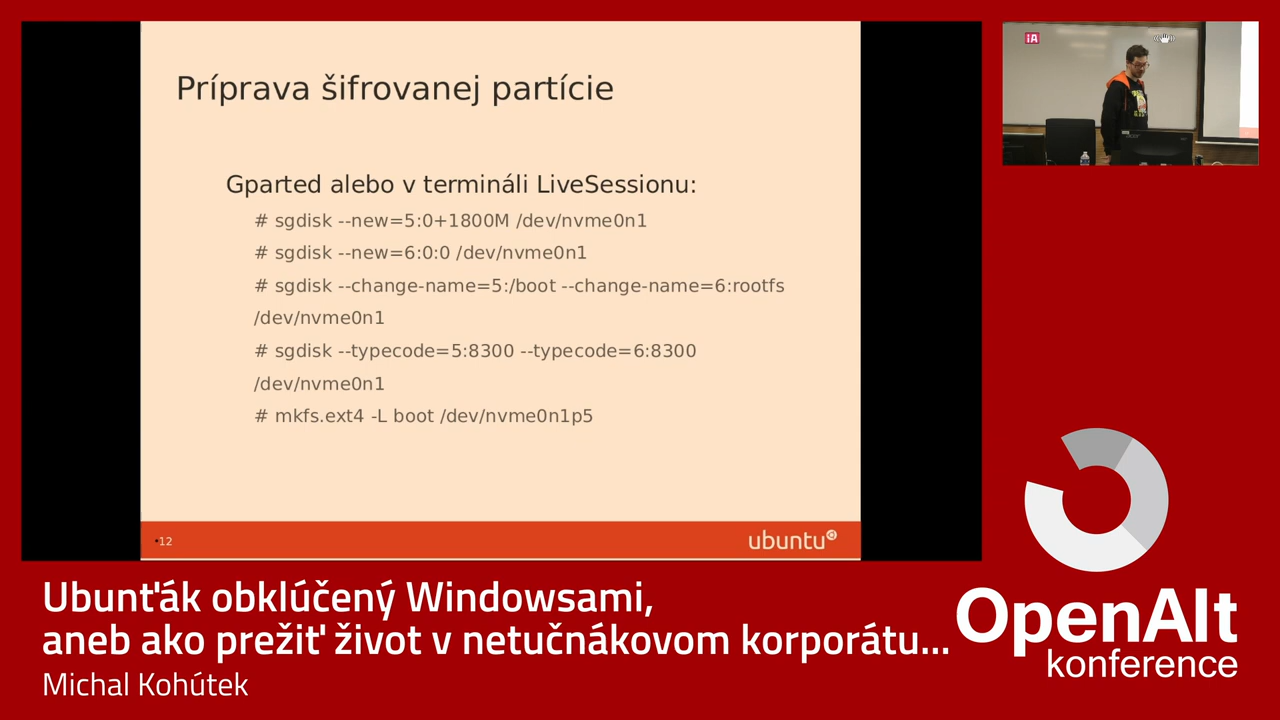 Príprava šifrovanej partície
Gparted alebo v termináli LiveSessionu:
# sgdisk --new=5:0+1800M /dev/nvme0n1
# sgdisk --new=6:0:0 /dev/nvme0n1
# sgdisk --change-name=5:/boot --change-name=6:rootfs
/dev/nvme0n1
# sgdisk --typecode=5:8300 --typecode=6:8300
/dev/nvme0n1
# mkfs.ext4 -L boot /dev/nvme0n1p5
•12
ubuntu
Ubunťák obklúčený Windowsami,
aneb ako prežiť život v netučnákovom korporátu...
Michal Kohútek
OpenAlt
konference